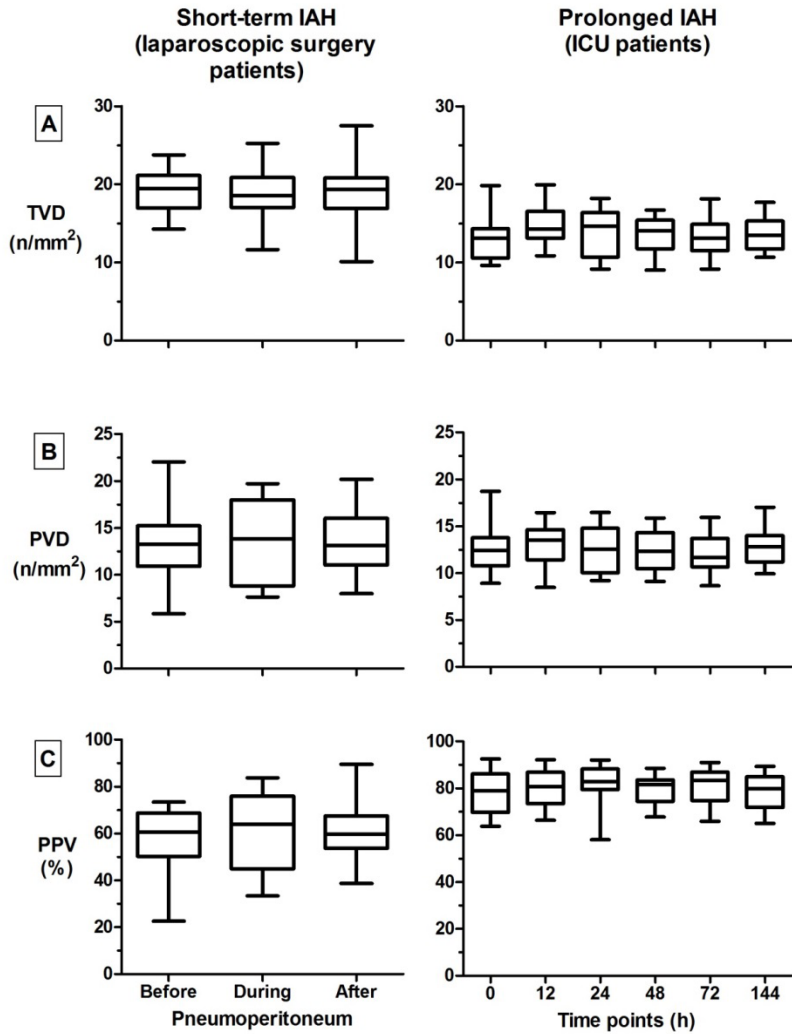 Short-term IAH
(laparoscopic surgery
patients)
Prolonged IAH
(ICU patients)
A
TVD
(n/mm²)
30
20
10
0
30
20
10
0
B
PVD
(n/mm²)
25
20
15
10
5
0
25
20
15
10
5
0
C
PPV
(%)
100
80
60
40
20
0
Before During After
Pneumoperitoneum
100
80
60
40
20
0
0 12 24 48 72 144
Time points (h)